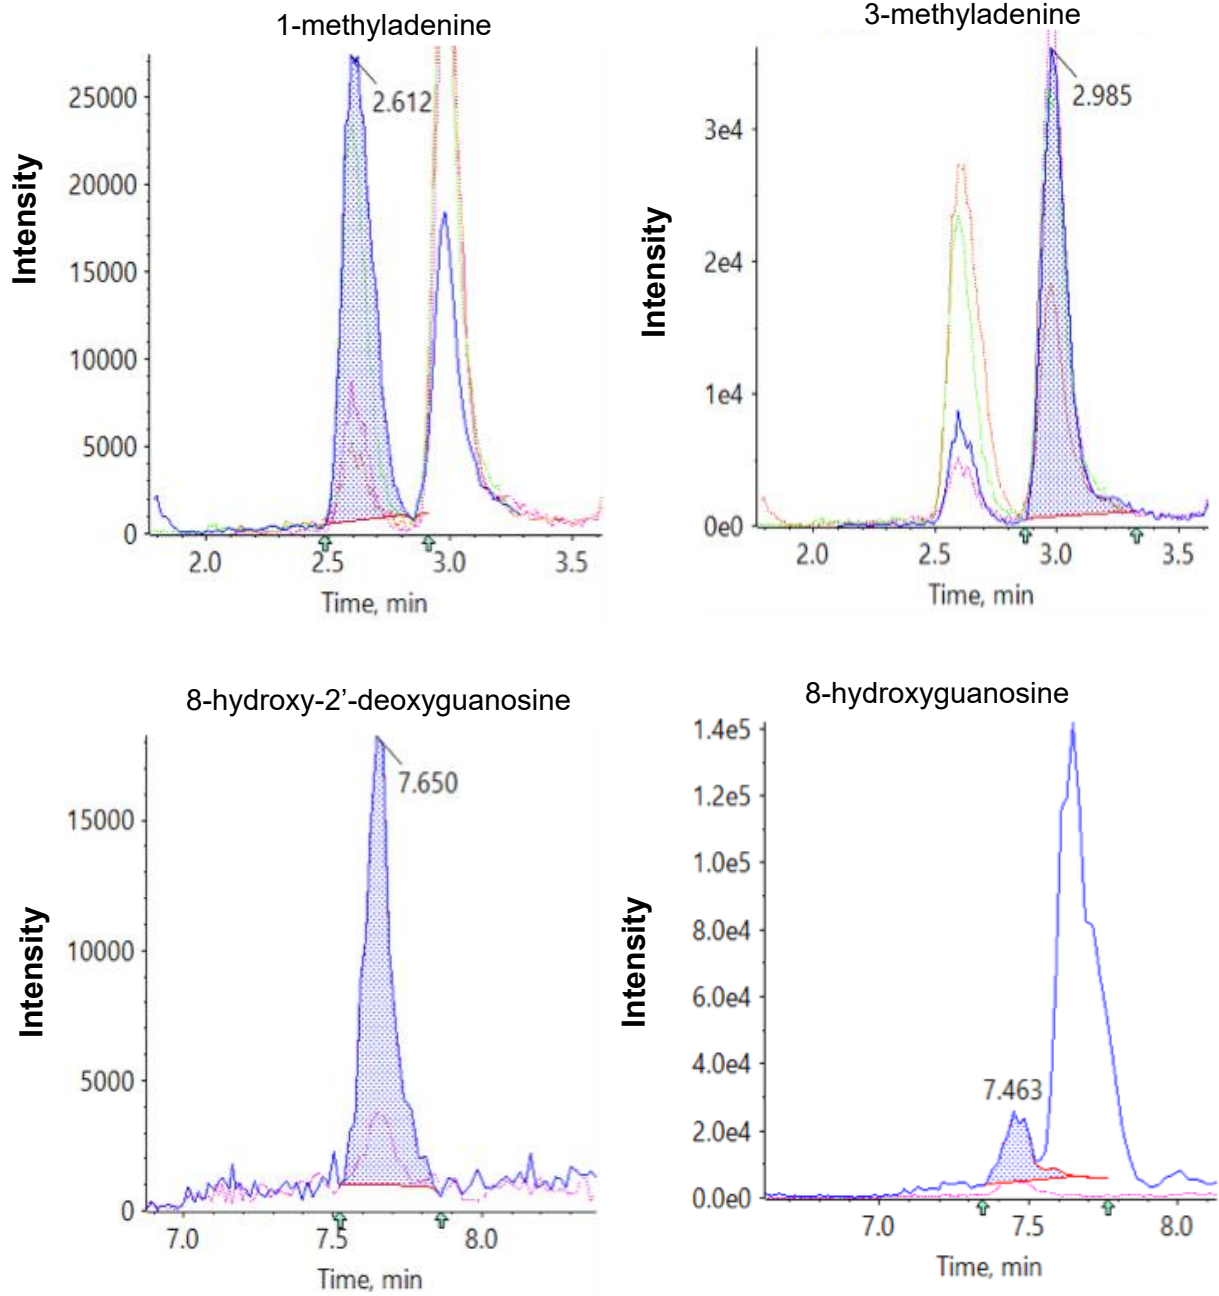 1-methyladenine
Intensity
25000
20000
15000
10000
5000
0
2.612
2.0
2.5
3.0
3.5
Time, min
3-methyladenine
Intensity
3e4
2e4
1e4
0e0
2.985
2.0
2.5
3.0
3.5
Time, min
8-hydroxy-2’-deoxyguanosine
Intensity
15000
10000
5000
0
7.650
7.0
7.5
8.0
Time, min
8-hydroxyguanosine
Intensity
1.4e5
1.2e5
1.0e5
8.0e4
6.0e4
4.0e4
2.0e4
0.0e0
7.463
7.0
7.5
8.0
Time, min